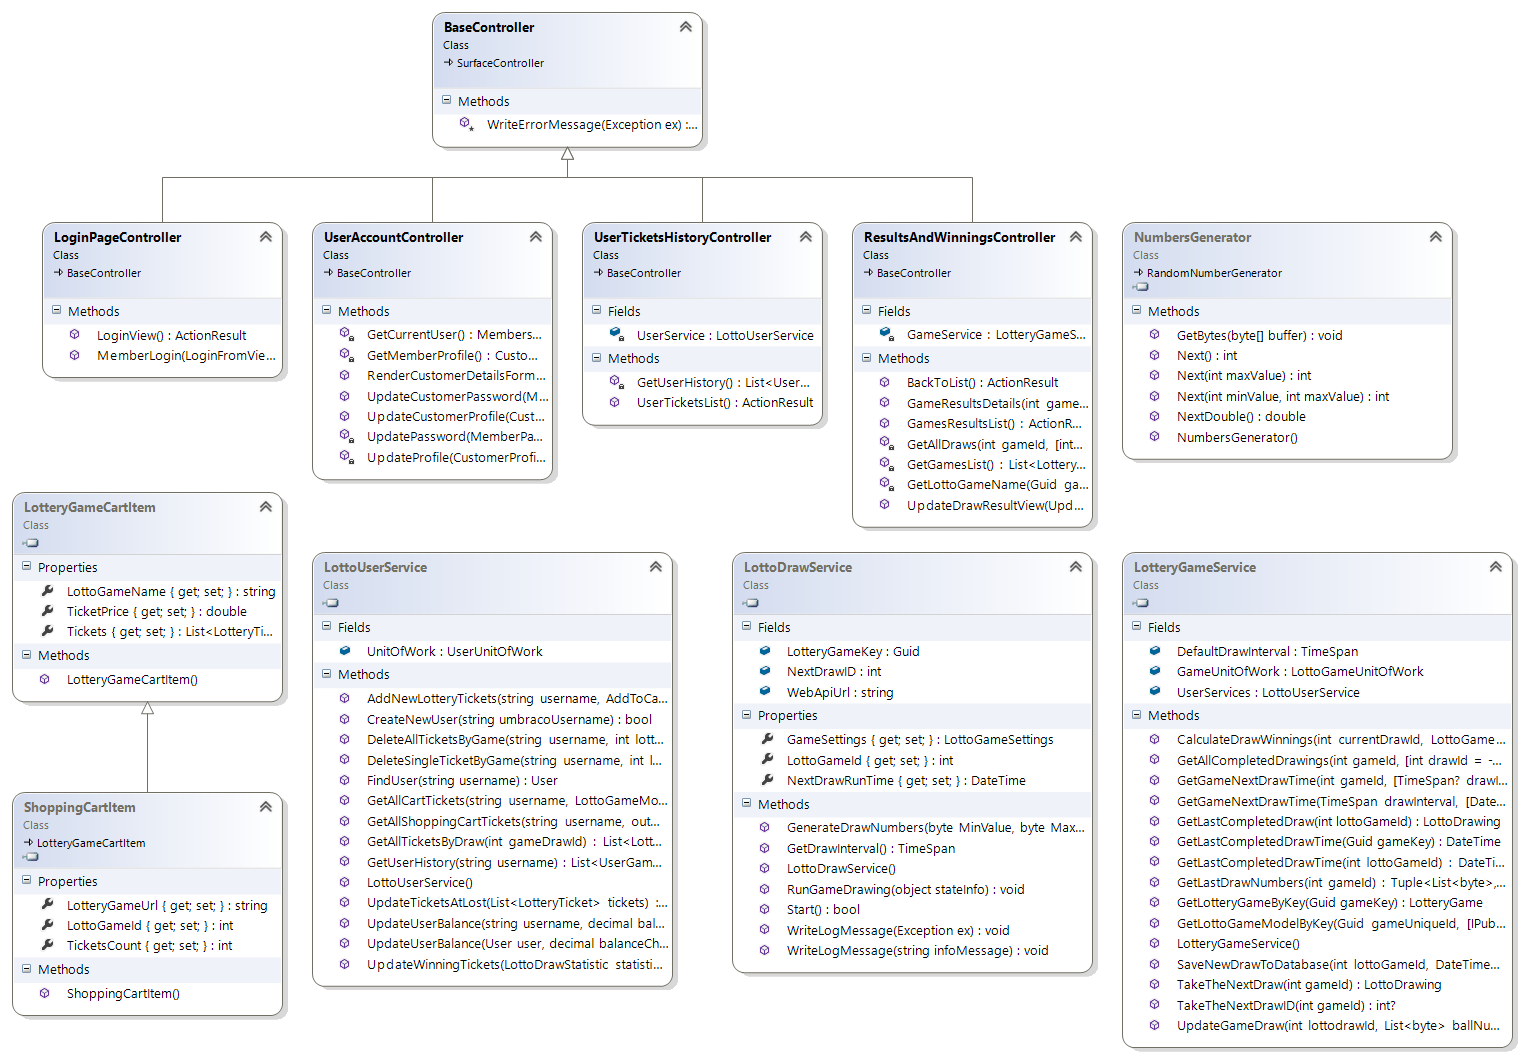 BaseController
Class
SurfaceController
Methods
WriteErrorMessage(Exception ex) :...
LoginPageController
Class
BaseController
Methods
LoginView() : ActionResult
MemberLogin(LoginFromVie...
UserAccountController
Class
BaseController
Methods
GetCurrentUser() : Members...
GetMemberProfile() : Custo...
RenderCustomerDetailsForm...
UpdateCustomerPassword(M...
UpdateCustomerProfile(Cust...
UpdatePassword(MemberPa...
UpdateProfile(CustomerProfi...
UserTicketsHistoryController
Class
BaseController
Fields
UserService : LottoUserService
Methods
GetUserHistory() : List<User...
UserTicketsList() : ActionResult
ResultsAndWinningsController
Class
BaseController
Fields
GameService : LotteryGameS...
Methods
BackToList() : ActionResult
GameResultsDetails(int game...
GamesResultsList() : ActionR...
GetAllDraws(int gameId, [int...
GetGamesList() : List<Lottery...
GetLottoGameName(Guid ga...
UpdateDrawResultView(Upd...
NumbersGenerator
Class
RandomNumberGenerator
Methods
GetBytes(byte[] buffer) : void
Next() : int
Next(int maxValue) : int
Next(int minValue, int maxValue) : int
NextDouble() : double
NumbersGenerator()
LotteryGameCartItem
Class
Properties
LottoGameName { get; set; } : string
TicketPrice { get; set; } : double
Tickets { get; set; } : List<LotteryTi...
Methods
LotteryGameCartItem()
ShoppingCartItem
Class
LotteryGameCartItem
Properties
LotteryGameUrl { get; set; } : string
LottoGameId { get; set; } : int
TicketsCount { get; set; } : int
Methods
ShoppingCartItem()
LottoUserService
Class
Fields
UnitOfWork : UserUnitOfWork
Methods
AddNewLotteryTickets(string username, AddToCa...
CreateNewUser(string umbracoUsername) : bool
DeleteAllTicketsByGame(string username, int lott...
DeleteSingleTicketByGame(string username, int l...
FindUser(string username) : User
GetAllCartTickets(string username, LottoGameMo...
GetAllShoppingCartTickets(string username, out...
GetAllTicketsByDraw(int gameDrawId) : List<Lott...
GetUserHistory(string username) : List<UserGam...
LottoUserService()
UpdateTicketsAtLost(List<LotteryTicket> tickets) :...
UpdateUserBalance(string username, decimal bal...
UpdateUserBalance(User user, decimal balanceCh...
UpdateWinningTickets(LottoDrawStatistic statisti...
LottoDrawService
Class
Fields
LotteryGameKey : Guid
NextDrawID : int
WebApiUrl : string
Properties
GameSettings { get; set; } : LottoGameSettings
LottoGameId { get; set; } : int
NextDrawRunTime { get; set; } : DateTime
Methods
GenerateDrawNumbers(byte MinValue, byte Max...
GetDrawInterval() : TimeSpan
LottoDrawService()
RunGameDrawing(object stateInfo) : void
Start() : bool
WriteLogMessage(Exception ex) : void
WriteLogMessage(string infoMessage) : void
LotteryGameService
Class
Fields
DefaultDrawInterval : TimeSpan
GameUnitOfWork : LottoGameUnitOfWork
UserServices : LottoUserService
Methods
CalculateDrawWinnings(int currentDrawId, LottoGame...
GetAllCompletedDrawings(int gameId, [int drawId = -...
GetGameNextDrawTime(int gameId, [TimeSpan? drawI...
GetGameNextDrawTime(TimeSpan drawInterval, [Date...
GetLastCompletedDraw(int lottoGameId) : LottoDrawing
GetLastCompletedDrawTime(Guid gameKey) : DateTime
GetLastCompletedDrawTime(int lottoGameId) : DateTi...
GetLastDrawNumbers(int gameId) : Tuple<List<byte>,...
GetLotteryGameByKey(Guid gameKey) : LotteryGame
GetLottoGameModelByKey(Guid gameUniqueId, [IPub...
LotteryGameService()
SaveNewDrawToDatabase(int lottoGameId, DateTime...
TakeTheNextDraw(int gameId) : LottoDrawing
TakeTheNextDrawID(int gameId) : int?
UpdateGameDraw(int lottodrawId, List<byte> ballNu...